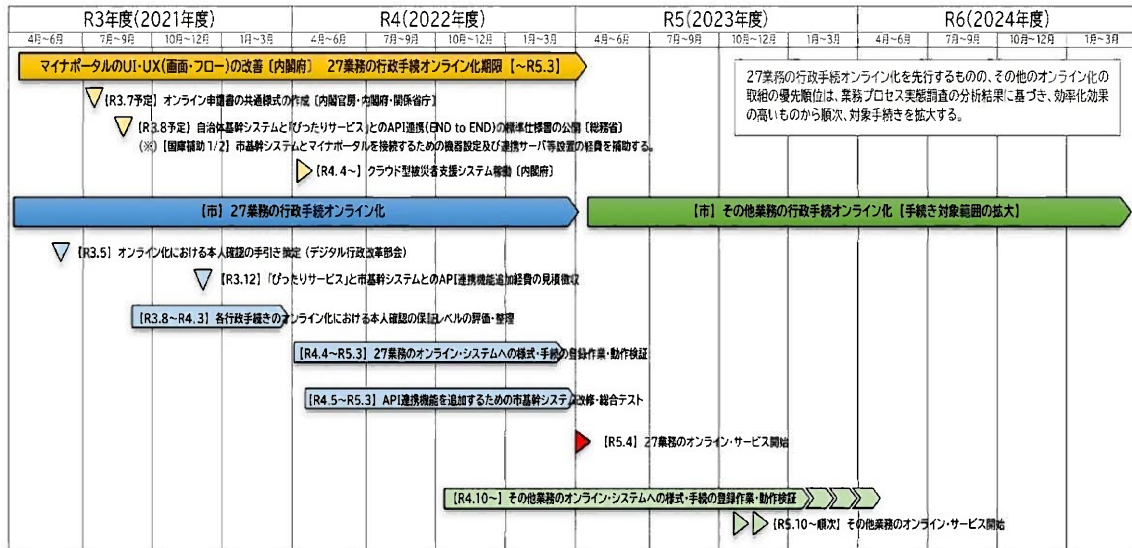 R3年度(2021年度)
R4(2022年度)
R5(2023年度)
R6(2024年度)
4月~6月
7月~9月
10月~12月
1月~3月
4月~6月
7月~9月
10月~12月
1月~3月
4月~6月
7月~9月
10月~12月
1月~3月
4月~6月
7月~9月
10月~12月
1月~3月
マイナポータルのUI・UX(画面・フロー)の改善〔内閣府〕 27業務の行政手続オンライン化期限【~R5.3】
27業務の行政手続オンライン化を先行するものの、その他のオンライン化の
取組の優先順位は、業務プロセス実態調査の分析結果に基づき、効率化効果
の高いものから順次、対象手続きを拡大する。
【R3.7予定】オンライン申請書の共通様式の作成〔内閣官房・内閣府・関係省庁〕
【R3.8予定】自治体基幹システムと「ぴったりサービス」とのAPI連携(END to END)の標準仕様書の公開〔総務省〕
(※)【国庫補助1/2】市基幹システムとマイナポータルを接続するための機器設定及び連携サーバ等設置の経費を補助する。
【R4.4~】クラウド型被災者支援システム稼動〔内閣府〕
【市】27業務の行政手続オンライン化
【市】その他業務の行政手続オンライン化【手続き対象範囲の拡大】
【R3.5】オンライン化における本人確認の手引き策定(デジタル行政改革部会)
【R3.12】「ぴったりサービス」と市基幹システムとのAPI連携機能追加経費の見積徴収
【R3.8~R4.3】各行政手続きのオンライン化における本人確認の保証レベルの評価・整理
【R4.4~R5.3】27業務のオンライン・システムへの様式・手続の登録作業・動作検証
【R4.5~R5.3】API連携機能を追加するための市基幹システム改修・総合テスト
【R5.4】27業務のオンライン・サービス開始
【R4.10~】その他業務のオンライン・システムへの様式・手続の登録作業・動作検証
【R5.10~順次】その他業務のオンライン・サービス開始